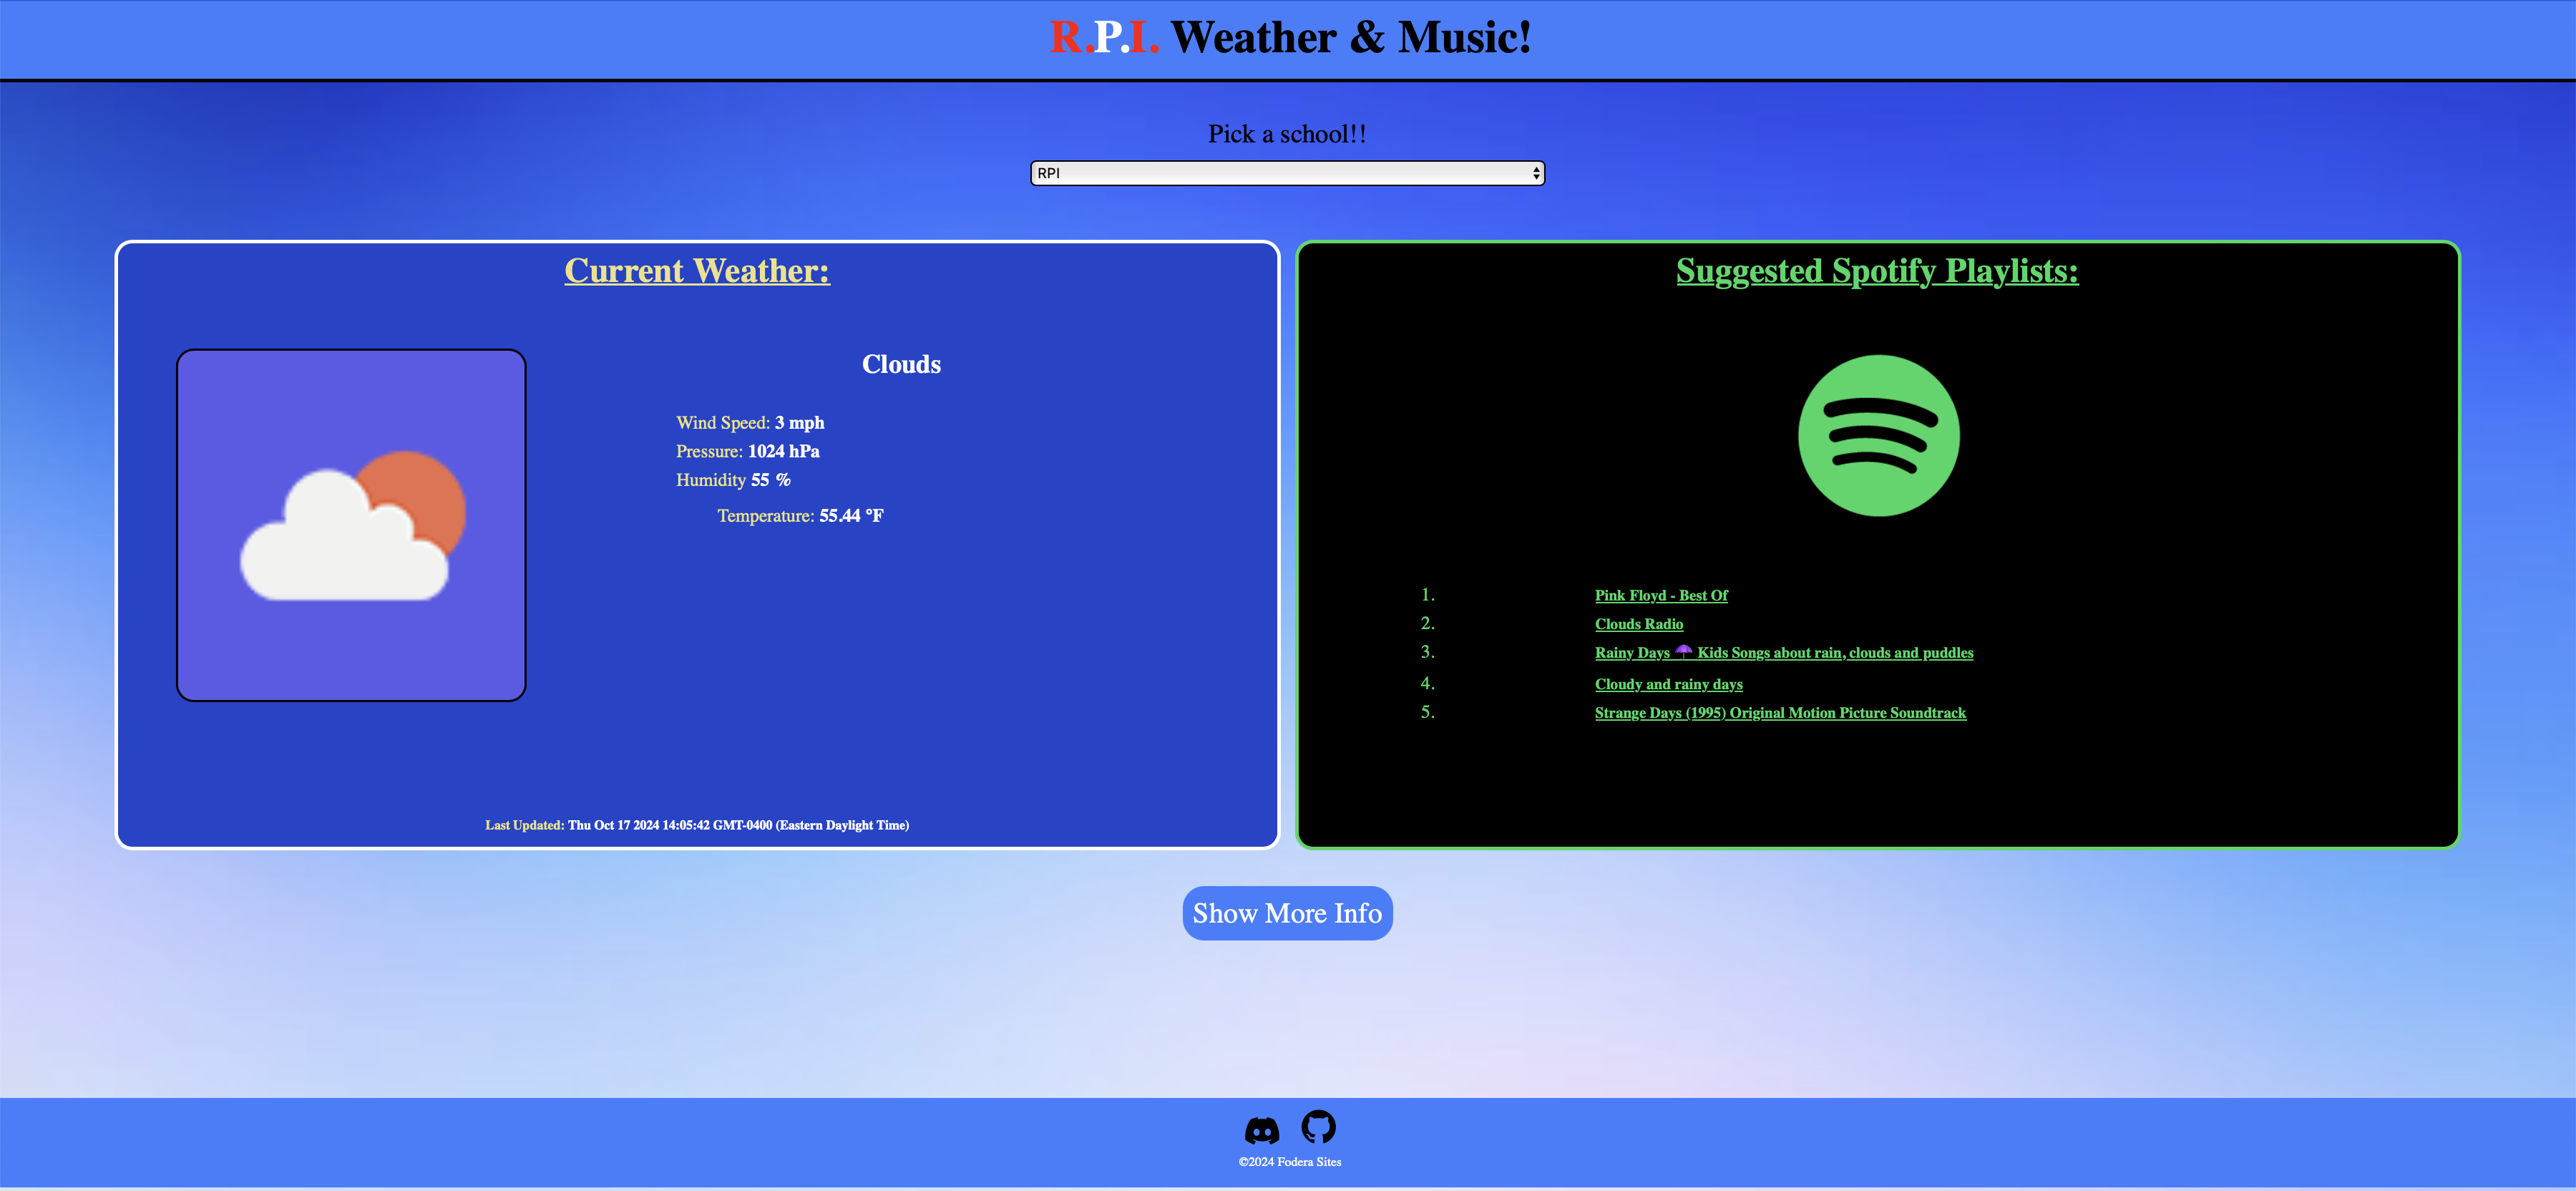 R.P.I. Weather & Music!
Pick a school!!
RPI
Current Weather:
Clouds
Wind Speed: 3 mph
Pressure: 1024 hPa
Humidity 55 %
Temperature: 55.44 °F
Last Updated: Thu Oct 17 2024 14:05:42 GMT-0400 (Eastern Daylight Time)
Suggested Spotify Playlists:
1. Pink Floyd - Best Of
2. Clouds Radio
3. Rainy Days ☂️ Kids Songs about rain, clouds and puddles
4. Cloudy and rainy days
5. Strange Days (1995) Original Motion Picture Soundtrack
Show More Info
©2024 Fodera Sites